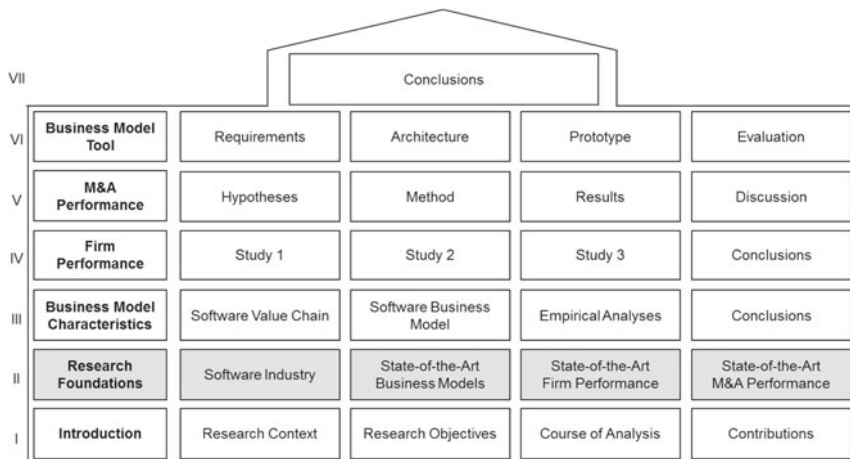 VII
Conclusions
VI
Business Model
Tool
Requirements
Architecture
Prototype
Evaluation
V
M&A
Performance
Hypotheses
Method
Results
Discussion
IV
Firm
Performance
Study 1
Study 2
Study 3
Conclusions
III
Business Model
Characteristics
Software Value Chain
Software Business
Model
Empirical Analyses
Conclusions
II
Research
Foundations
Software Industry
State-of-the-Art
Business Models
State-of-the-Art
Firm Performance
State-of-the-Art
M&A Performance
I
Introduction
Research Context
Research Objectives
Course of Analysis
Contributions